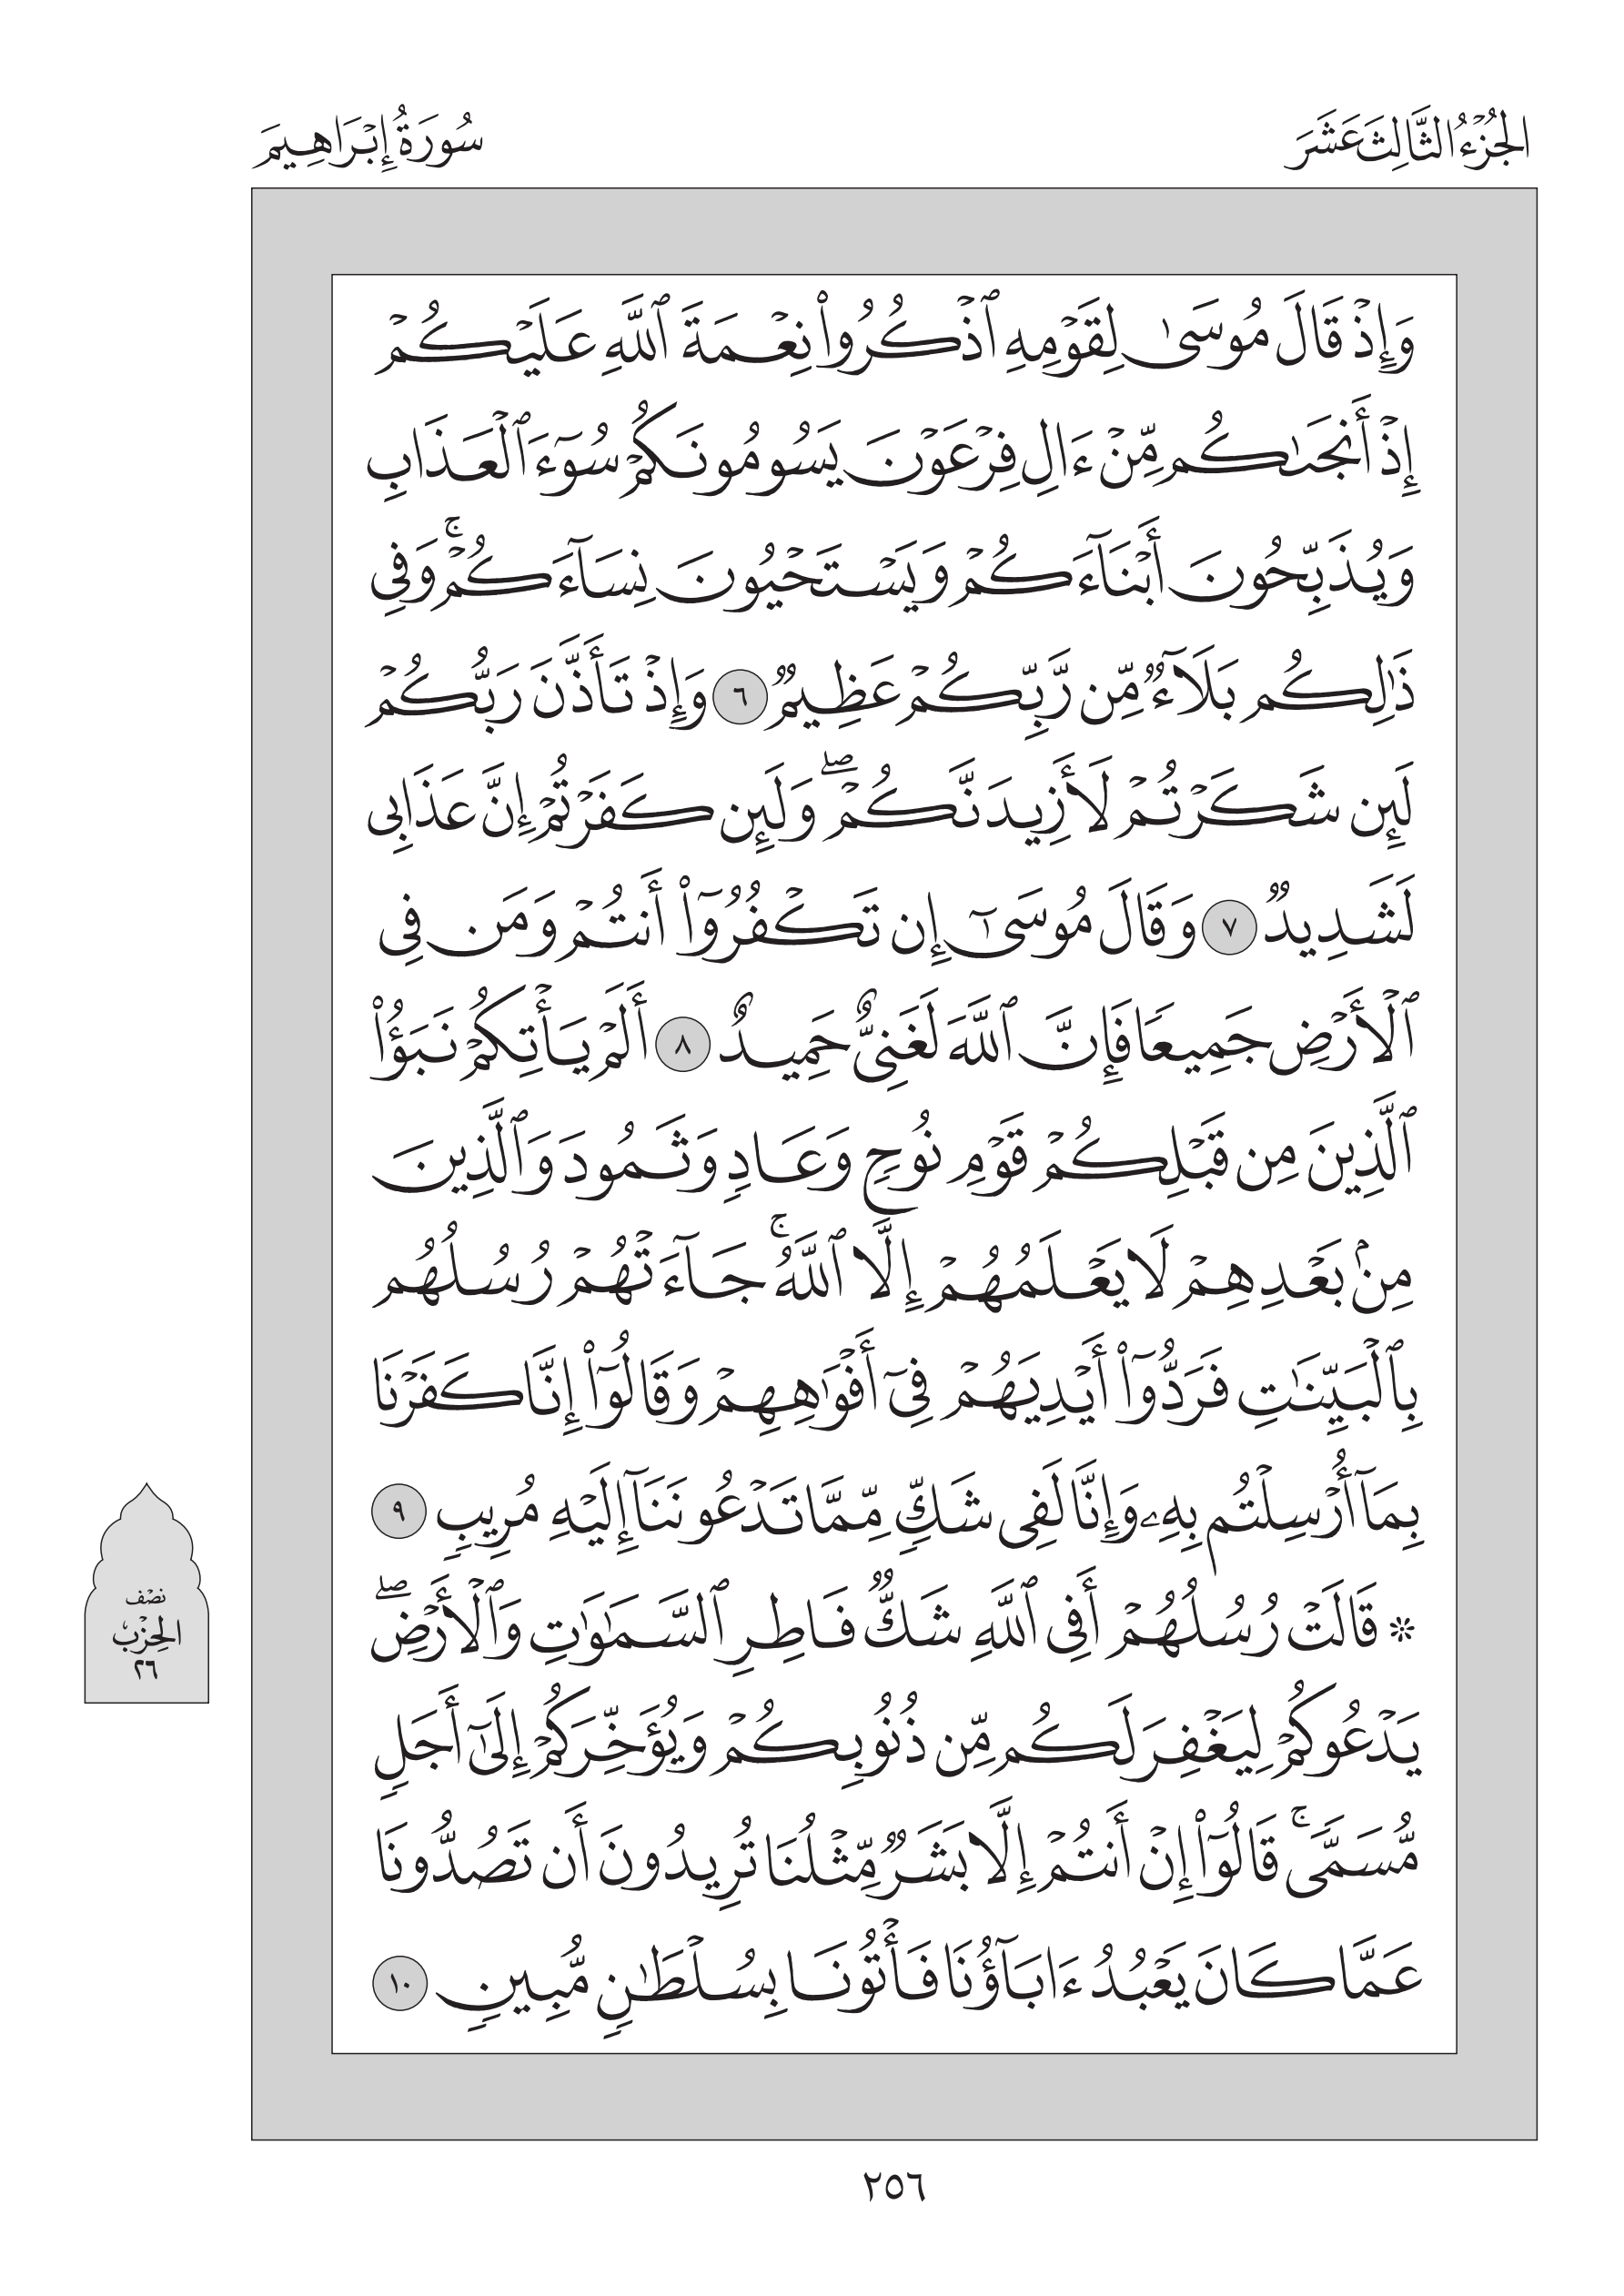 الجُزْءُ الثَّالِثَ عَشَرَ
سُورَةُ إِبْرَاهِيمَ
وَإِذْ قَالَ مُوسَىٰ لِقَوْمِهِ ٱذْكُرُوا۟ نِعْمَةَ ٱللَّهِ عَلَيْكُمْ
إِذْ أَنجَىٰكُم مِّنْ ءَالِ فِرْعَوْنَ يَسُومُونَكُمْ سُوٓءَ ٱلْعَذَابِ
وَيُذَبِّحُونَ أَبْنَآءَكُمْ وَيَسْتَحْيُونَ نِسَآءَكُمْ ۚ وَفِى
ذَٰلِكُم بَلَآءٌ مِّن رَّبِّكُمْ عَظِيمٌ ٦ وَإِذْ تَأَذَّنَ رَبُّكُمْ
لَئِن شَكَرْتُمْ لَأَزِيدَنَّكُمْ ۖ وَلَئِن كَفَرْتُمْ إِنَّ عَذَابِى
لَشَدِيدٌ ٧ وَقَالَ مُوسَىٰٓ إِن تَكْفُرُوٓا۟ أَنتُمْ وَمَن فِى
ٱلْأَرْضِ جَمِيعًا فَإِنَّ ٱللَّهَ لَغَنِىٌّ حَمِيدٌ ٨ أَلَمْ يَأْتِكُمْ نَبَؤُا۟
ٱلَّذِينَ مِن قَبْلِكُمْ قَوْمِ نُوحٍ وَعَادٍ وَثَمُودَ وَٱلَّذِينَ
مِنۢ بَعْدِهِمْ لَا يَعْلَمُهُمْ إِلَّا ٱللَّهُ ۚ جَآءَتْهُمْ رُسُلُهُم
بِٱلْبَيِّنَٰتِ فَرَدُّوٓا۟ أَيْدِيَهُمْ فِىٓ أَفْوَٰهِهِمْ وَقَالُوٓا۟ إِنَّا كَفَرْنَا
بِمَآ أُرْسِلْتُم بِهِۦ وَإِنَّا لَفِى شَكٍّ مِّمَّا تَدْعُونَنَآ إِلَيْهِ مُرِيبٍ ٩
۞ قَالَتْ رُسُلُهُمْ أَفِى ٱللَّهِ شَكٌّ فَاطِرِ ٱلسَّمَٰوَٰتِ وَٱلْأَرْضِ ۖ
يَدْعُوكُمْ لِيَغْفِرَ لَكُم مِّن ذُنُوبِكُمْ وَيُؤَخِّرَكُمْ إِلَىٰٓ أَجَلٍ
مُّسَمًّى ۚ قَالُوٓا۟ إِنْ أَنتُمْ إِلَّا بَشَرٌ مِّثْلُنَا تُرِيدُونَ أَن تَصُدُّونَا
عَمَّا كَانَ يَعْبُدُ ءَابَآؤُنَا فَأْتُونَا بِسُلْطَٰنٍ مُّبِينٍ ١٠
نصف
الحزب
٢٦
٢٥٦